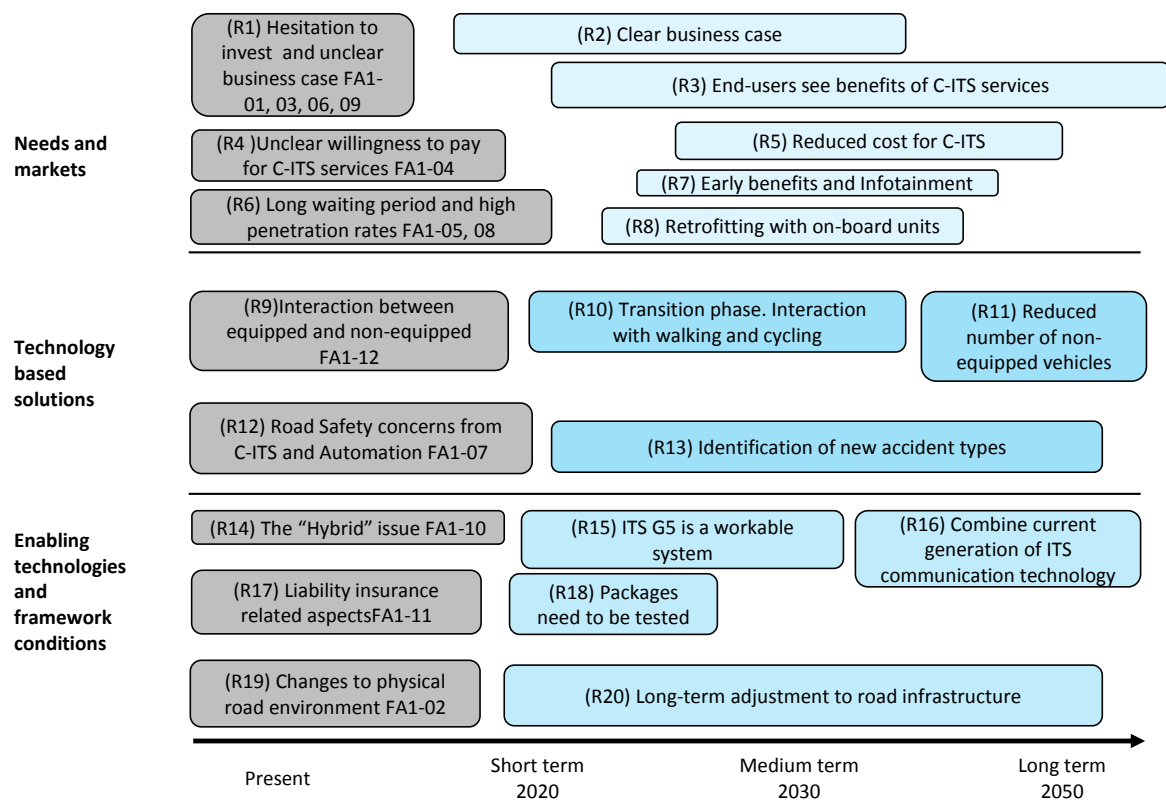 (R1) Hesitation to
invest and unclear
business case FA1-
01, 03, 06, 09
(R2) Clear business case
(R3) End-users see benefits of C-ITS services
Needs and
markets
(R4 )Unclear willingness to pay
for C-ITS services FA1-04
(R5) Reduced cost for C-ITS
(R7) Early benefits and Infotainment
(R6) Long waiting period and high
penetration rates FA1-05, 08
(R8) Retrofitting with on-board units
Technology
based
solutions
(R9)Interaction between
equipped and non-equipped
FA1-12
(R10) Transition phase. Interaction
with walking and cycling
(R11) Reduced
number of non-
equipped vehicles
(R12) Road Safety concerns from
C-ITS and Automation FA1-07
(R13) Identification of new accident types
Enabling
technologies
and
framework
conditions
(R14) The “Hybrid” issue FA1-10
(R15) ITS G5 is a workable
system
(R16) Combine current
generation of ITS
communication technology
(R17) Liability insurance
related aspectsFA1-11
(R18) Packages
need to be tested
(R19) Changes to physical
road environment FA1-02
(R20) Long-term adjustment to road infrastructure
Present
Short term
2020
Medium term
2030
Long term
2050